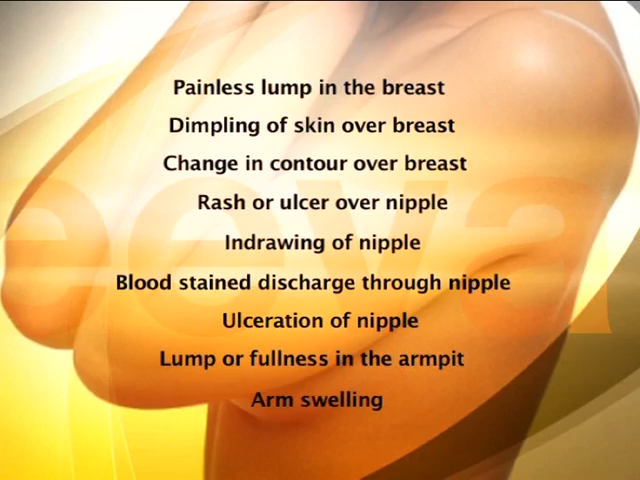 Painless lump in the breast
Dimpling of skin over breast
Change in contour over breast
Rash or ulcer over nipple
Indrawing of nipple
Blood stained discharge through nipple
Ulceration of nipple
Lump or fullness in the armpit
Arm swelling